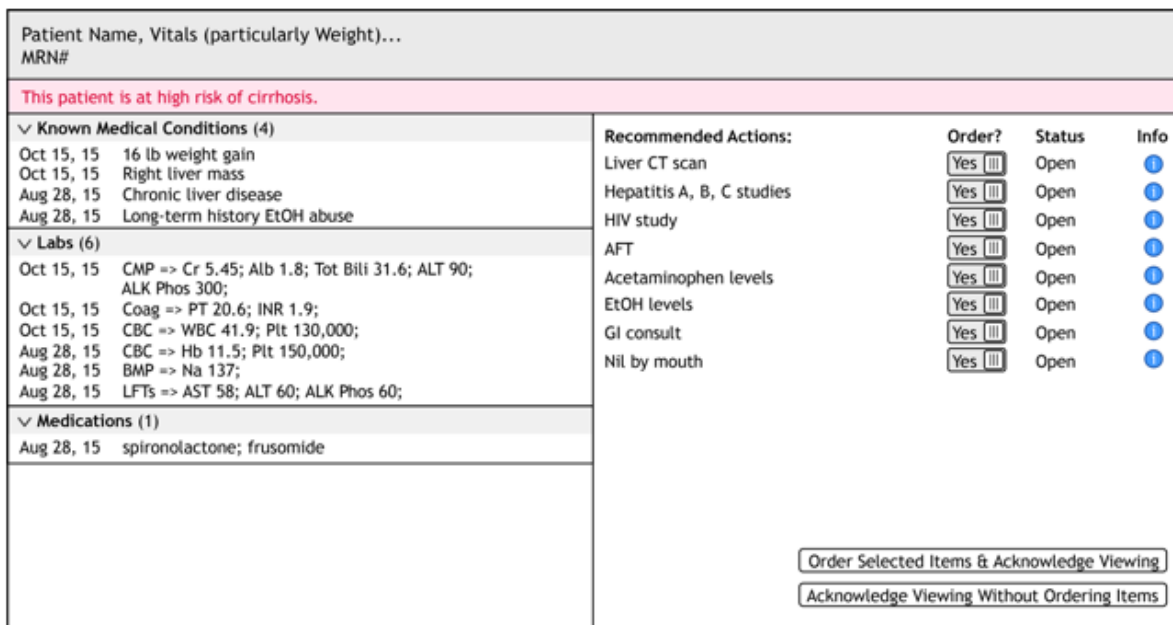 Patient Name, Vitals (particularly Weight)...
MRN#
This patient is at high risk of cirrhosis.
Known Medical Conditions (4)
Oct 15, 15 16 lb weight gain
Oct 15, 15 Right liver mass
Aug 28, 15 Chronic liver disease
Aug 28, 15 Long-term history EtOH abuse
Labs (6)
Oct 15, 15 CMP => Cr 5.45; Alb 1.8; Tot Bili 31.6; ALT 90;
ALK Phos 300;
Oct 15, 15 Coag => PT 20.6; INR 1.9;
Oct 15, 15 CBC => WBC 41.9; Plt 130,000;
Aug 28, 15 CBC => Hb 11.5; Plt 150,000;
Aug 28, 15 BMP => Na 137;
Aug 28, 15 LFTs => AST 58; ALT 60; ALK Phos 60;
Medications (1)
Aug 28, 15 spironolactone; frusomide
Recommended Actions: Order? Status Info
Liver CT scan Yes Open i
Hepatitis A, B, C studies Yes Open i
HIV study Yes Open i
AFT Yes Open i
Acetaminophen levels Yes Open i
EtOH levels Yes Open i
GI consult Yes Open i
Nil by mouth Yes Open i
Order Selected Items & Acknowledge Viewing
Acknowledge Viewing Without Ordering Items